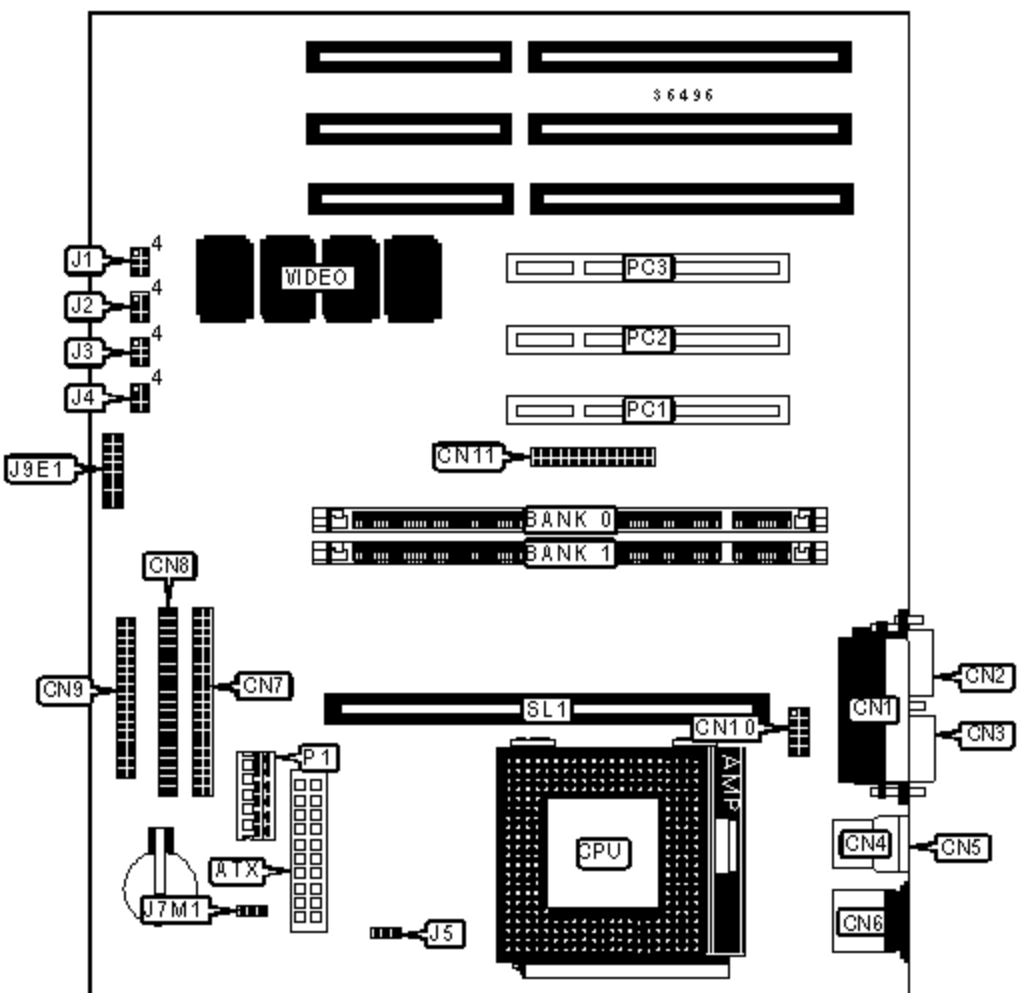 36496
J1 4
VIDEO
PC3
J2 4
J3 4
PC2
J4 4
PC1
CN11
J9E1
BANK 0
BANK 1
CN8
CN9
CN7
CN2
SL1
CN1
CN10
CN3
P1
AMP
CN4
CN5
CPU
ATX
J7M1
CN6
J5